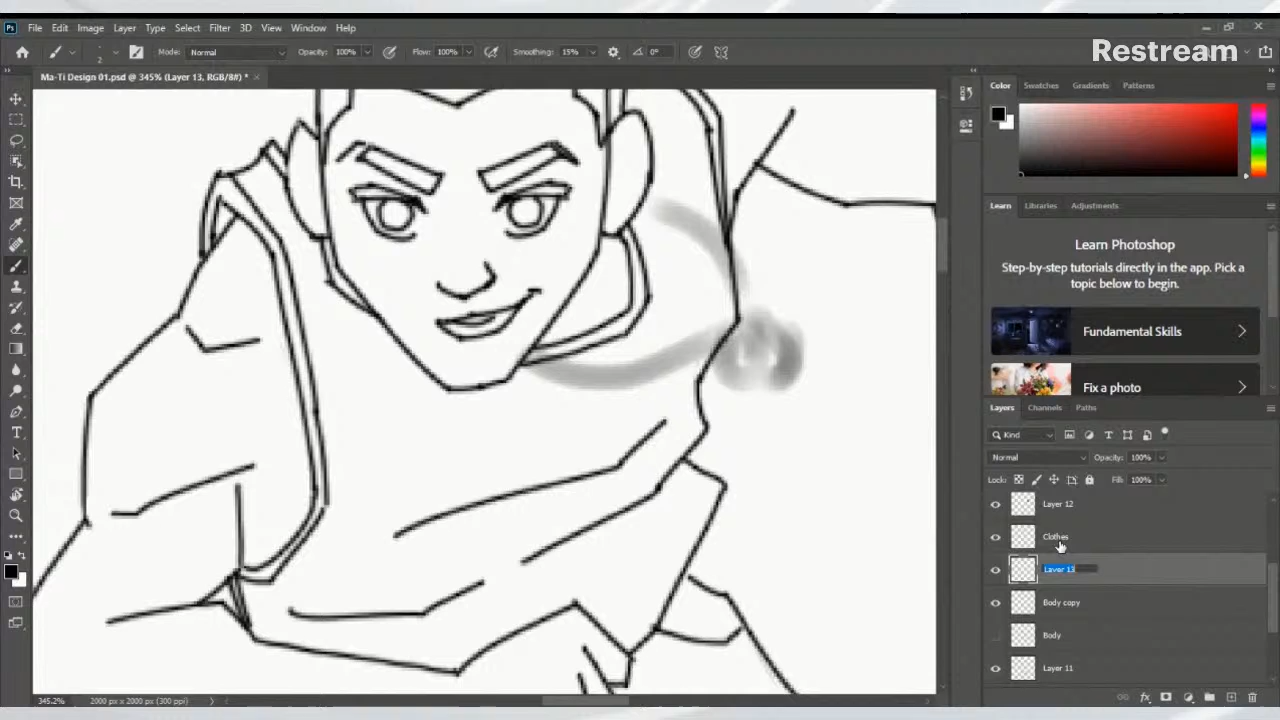 File Edit Image Layer Type Select Filter 3D View Window Help
Restream
2 Mode: Normal Opacity: 100% Flow: 100% Smoothing: 15% 0°
Ma-Ti Design 01.psd @ 345% (Layer 13, RGB/8#) *
Color Swatches Gradients Patterns
Learn Libraries Adjustments
Learn Photoshop
Step-by-step tutorials directly in the app. Pick a
topic below to begin.
Fundamental Skills
Fix a photo
Layers Channels Paths
Kind
Normal Opacity: 100%
Lock: Fill: 100%
Layer 12
Clothes
Layer 13
Body copy
Body
Layer 11
345.2% 2000 px x 2000 px (300 ppi)